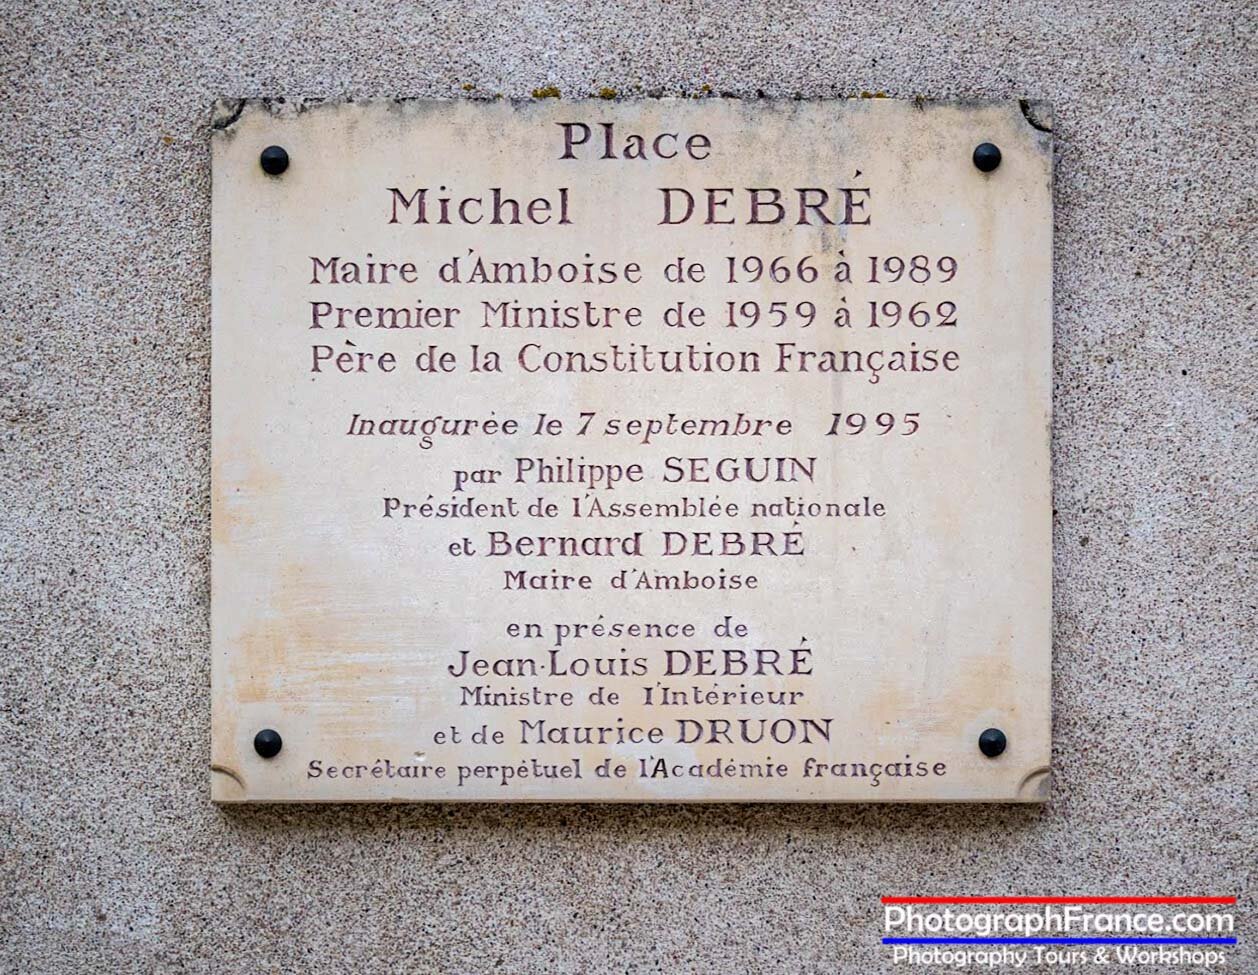 Place
Michel DEBRÉ
Maire d'Amboise de 1966 à 1989
Premier Ministre de 1959 à 1962
Père de la Constitution Française
Inaugurée le 7 septembre 1995
par Philippe SEGUIN
Président de l'Assemblée nationale
et Bernard DEBRÉ
Maire d'Amboise
en présence de
Jean-Louis DEBRÉ
Ministre de l'Intérieur
et de Maurice DRUON
Secrétaire perpétuel de l'Académie française
PhotographFrance.com
Photography Tours & Workshops